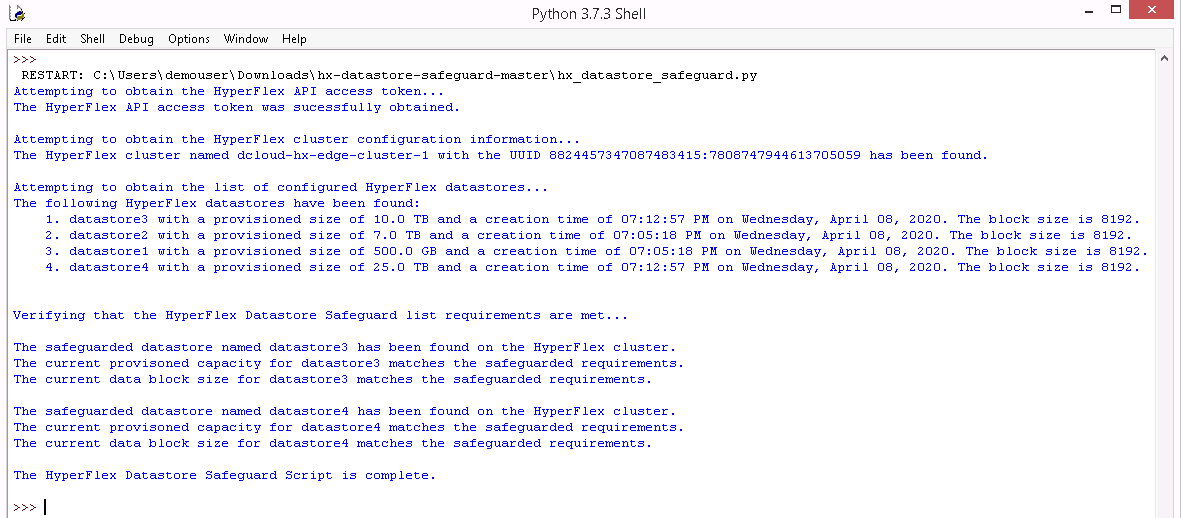 Python 3.7.3 Shell
File Edit Shell Debug Options Window Help
>>>
RESTART: C:\Users\demouser\Downloads\hx-datastore-safeguard-master\hx_datastore_safeguard.py
Attempting to obtain the HyperFlex API access token...
The HyperFlex API access token was sucessfully obtained.
Attempting to obtain the HyperFlex cluster configuration information...
The HyperFlex cluster named dcloud-hx-edge-cluster-1 with the UUID 8824457347087483415:7808747944613705059 has been found.
Attempting to obtain the list of configured HyperFlex datastores...
The following HyperFlex datastores have been found:
1. datastore3 with a provisioned size of 10.0 TB and a creation time of 07:12:57 PM on Wednesday, April 08, 2020. The block size is 8192.
2. datastore2 with a provisioned size of 7.0 TB and a creation time of 07:05:18 PM on Wednesday, April 08, 2020. The block size is 8192.
3. datastore1 with a provisioned size of 500.0 GB and a creation time of 07:05:18 PM on Wednesday, April 08, 2020. The block size is 8192.
4. datastore4 with a provisioned size of 25.0 TB and a creation time of 07:12:57 PM on Wednesday, April 08, 2020. The block size is 8192.
Verifying that the HyperFlex Datastore Safeguard list requirements are met...
The safeguarded datastore named datastore3 has been found on the HyperFlex cluster.
The current provisoned capacity for datastore3 matches the safeguarded requirements.
The current data block size for datastore3 matches the safeguarded requirements.
The safeguarded datastore named datastore4 has been found on the HyperFlex cluster.
The current provisoned capacity for datastore4 matches the safeguarded requirements.
The current data block size for datastore4 matches the safeguarded requirements.
The HyperFlex Datastore Safeguard Script is complete.
>>>